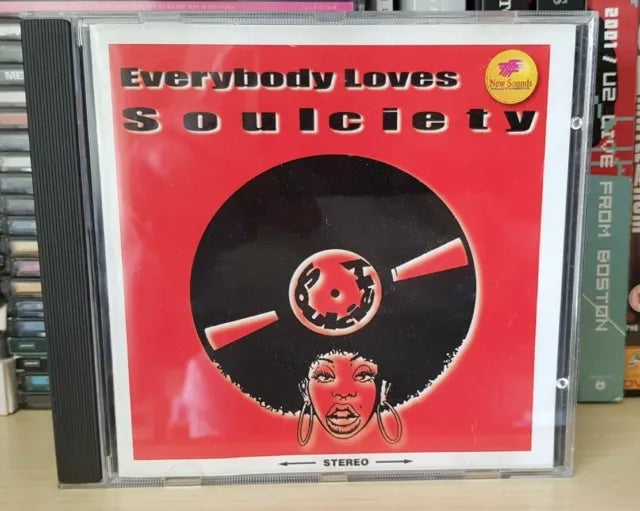 Everybody Loves
Soulciety
New Sounds
STEREO
2001 / U2 LIVE FROM BOSTON